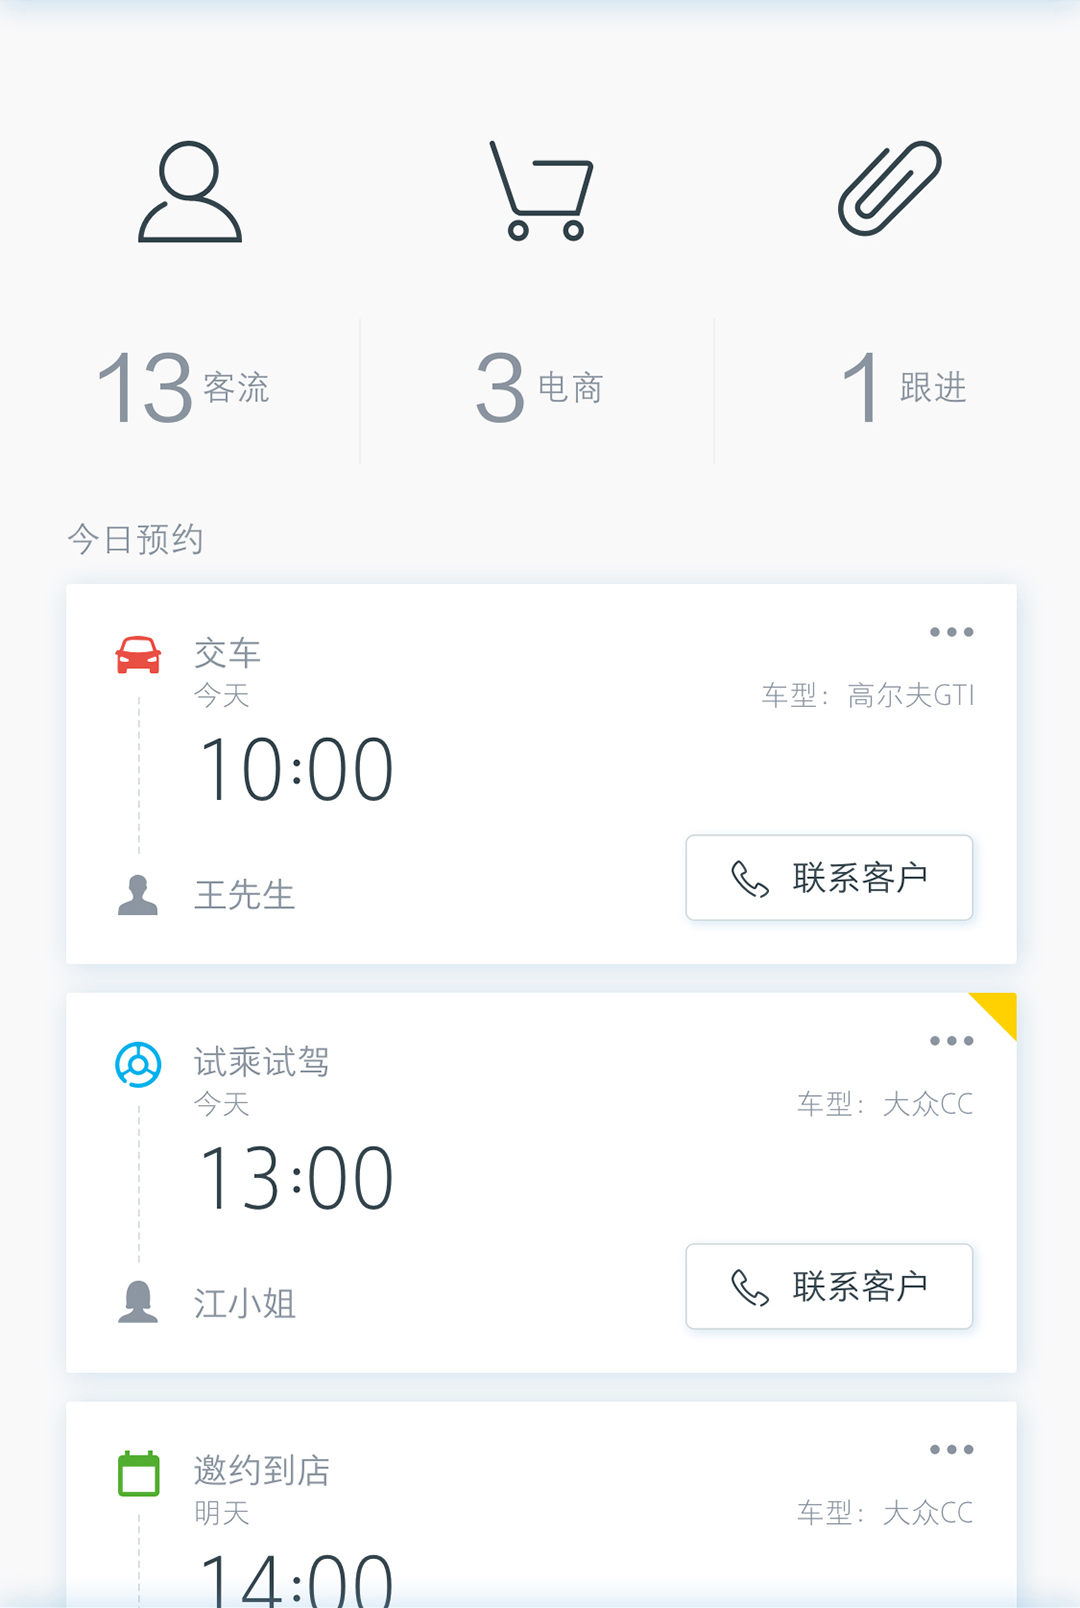 13 客流
3 电商
1 跟进
今日预约
交车
今天
车型：高尔夫GTI
10:00
王先生
联系客户
试乘试驾
今天
车型：大众CC
13:00
江小姐
联系客户
邀约到店
明天
车型：大众CC
14:00